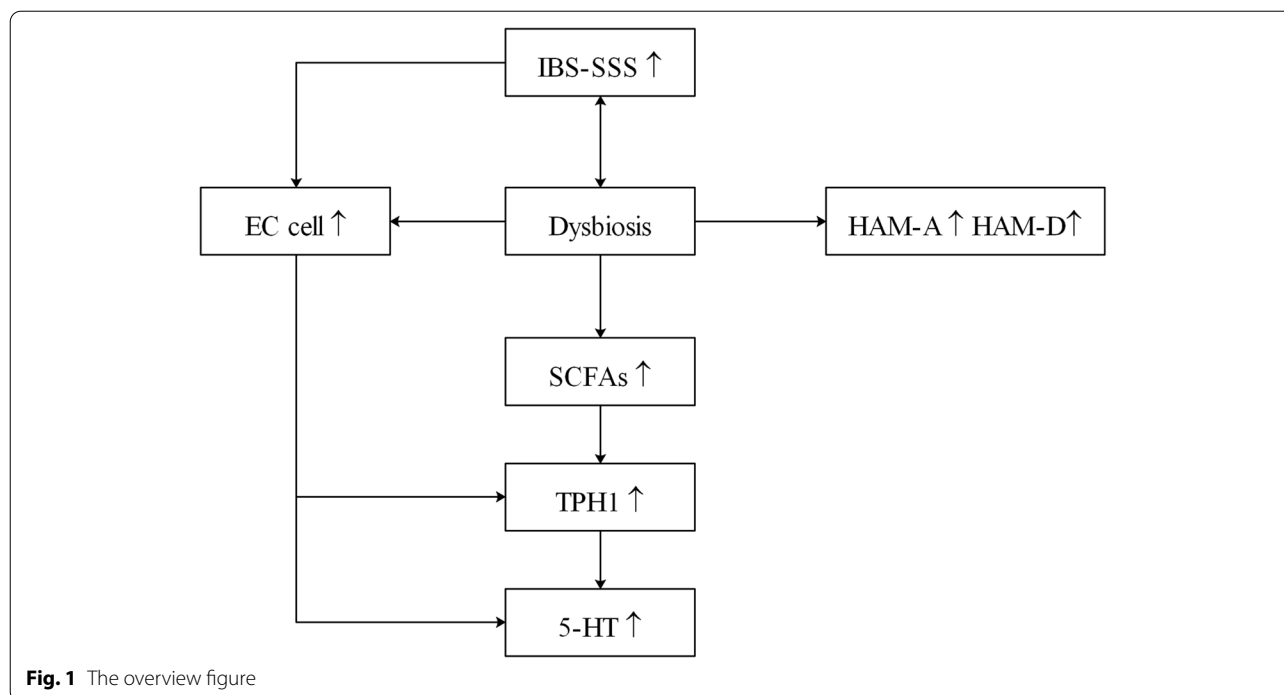 IBS-SSS ↑
EC cell ↑
Dysbiosis
HAM-A ↑ HAM-D↑
SCFAs ↑
TPH1 ↑
5-HT ↑
Fig. 1 The overview figure